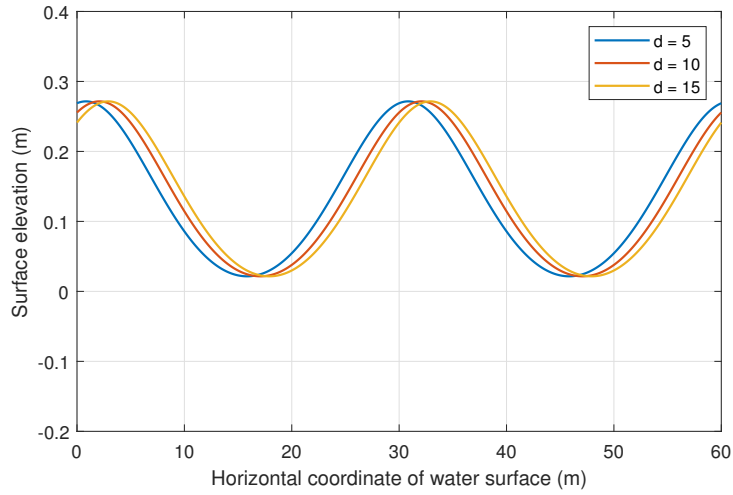 0.4
0.3
0.2
0.1
0
-0.1
-0.2
Surface elevation (m)
0 10 20 30 40 50 60
Horizontal coordinate of water surface (m)
d = 5
d = 10
d = 15